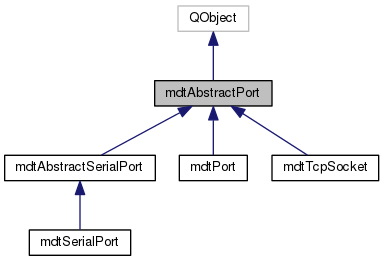 QObject
mdtAbstractPort
mdtAbstractSerialPort
mdtPort
mdtTcpSocket
mdtSerialPort